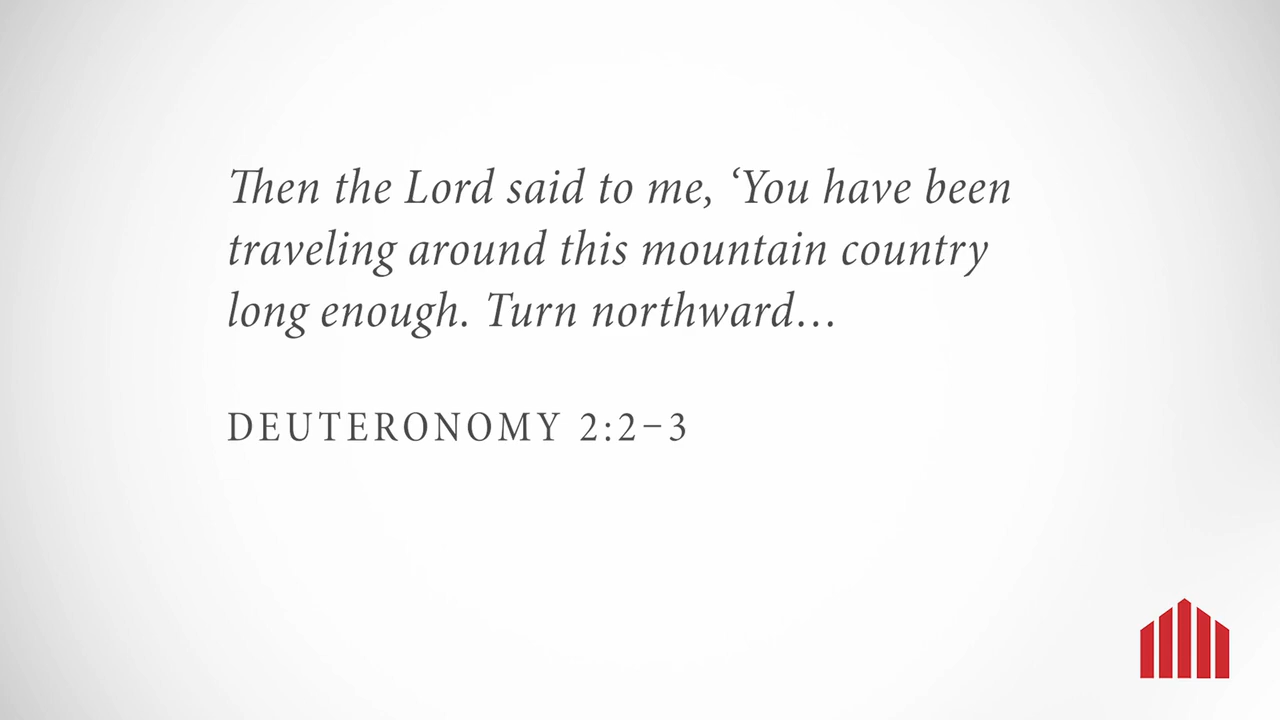 Then the Lord said to me, ‘You have been
traveling around this mountain country
long enough. Turn northward…
DEUTERONOMY 2:2–3